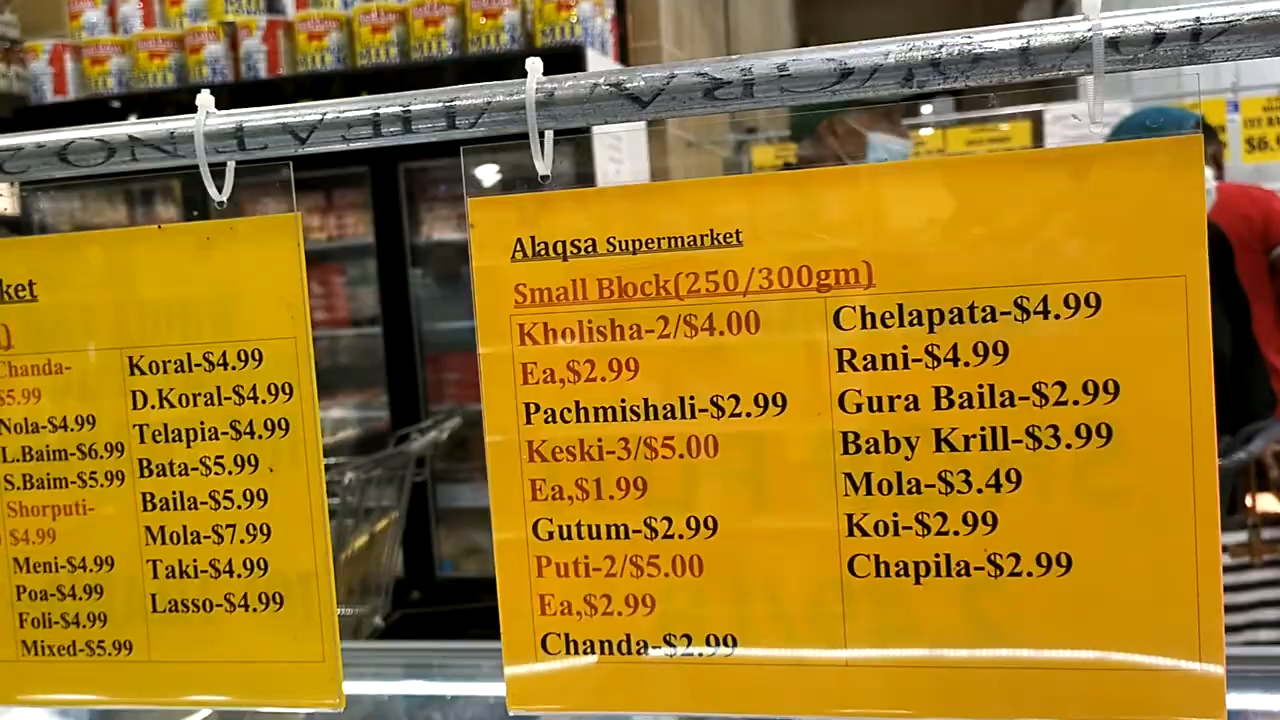 ket
)
Chanda-
$5.99
Nola-$4.99
L.Baim-$6.99
S.Baim-$5.99
Shorputi-
$4.99
Meni-$4.99
Poa-$4.99
Foli-$4.99
Mixed-$5.99
Koral-$4.99
D.Koral-$4.99
Telapia-$4.99
Bata-$5.99
Baila-$5.99
Mola-$7.99
Taki-$4.99
Lasso-$4.99
Alaqsa Supermarket
Small Block(250/300gm)
Kholisha-2/$4.00
Ea,$2.99
Pachmishali-$2.99
Keski-3/$5.00
Ea,$1.99
Gutum-$2.99
Puti-2/$5.00
Ea,$2.99
Chanda-$2.99
Chelapata-$4.99
Rani-$4.99
Gura Baila-$2.99
Baby Krill-$3.99
Mola-$3.49
Koi-$2.99
Chapila-$2.99